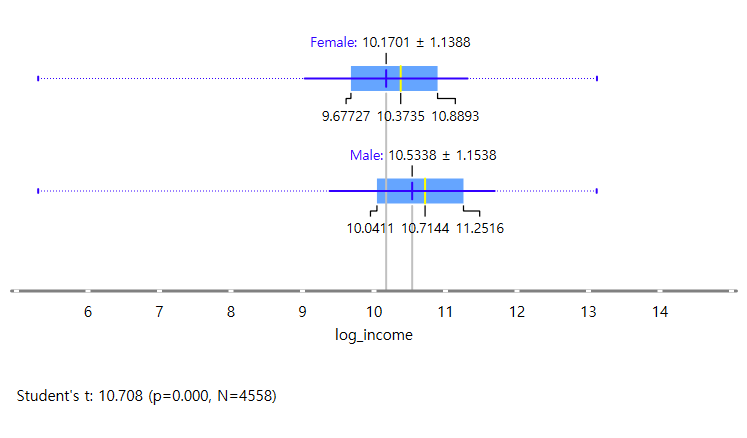 Female: 10.1701 ± 1.1388
9.67727 10.3735 10.8893
Male: 10.5338 ± 1.1538
10.0411 10.7144 11.2516
6 7 8 9 10 11 12 13 14
log_income
Student's t: 10.708 (p=0.000, N=4558)